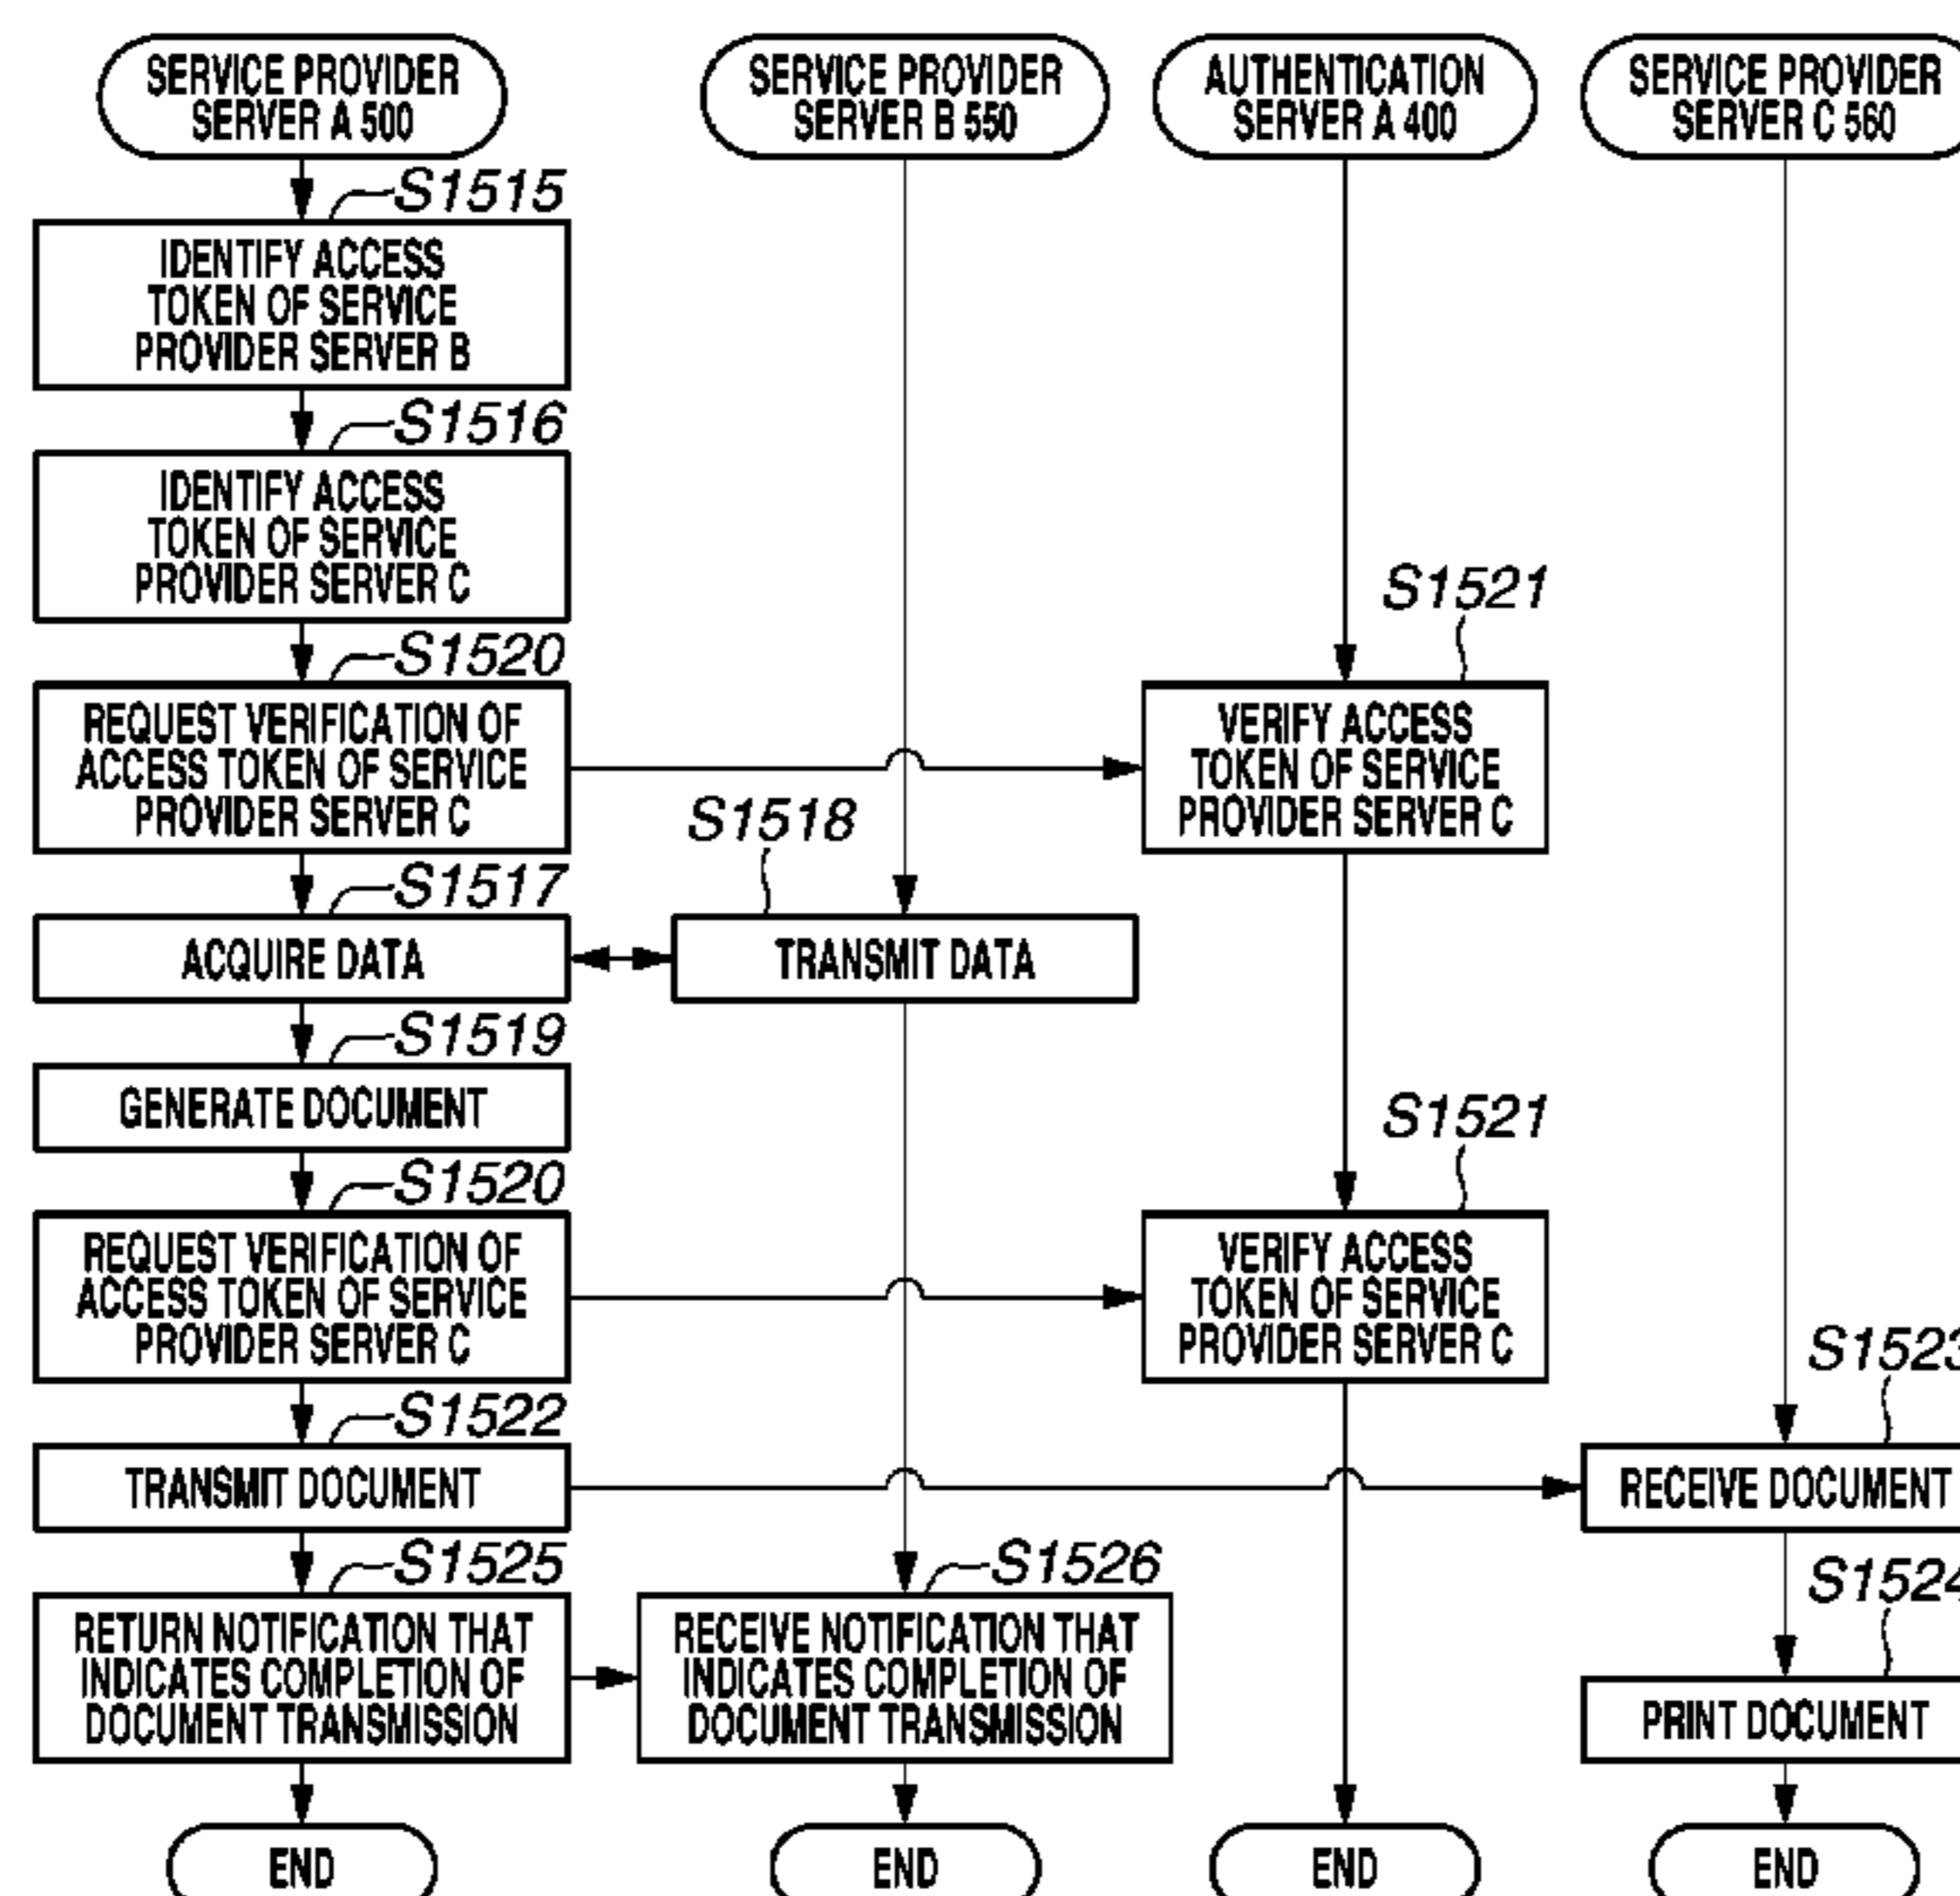 SERVICE PROVIDER
SERVER A 500
SERVICE PROVIDER
SERVER B 550
AUTHENTICATION
SERVER A 400
SERVICE PROVIDER
SERVER C 560
S1515
IDENTIFY ACCESS
TOKEN OF SERVICE
PROVIDER SERVER B
S1516
IDENTIFY ACCESS
TOKEN OF SERVICE
PROVIDER SERVER C
S1520
REQUEST VERIFICATION OF
ACCESS TOKEN OF SERVICE
PROVIDER SERVER C
S1521
VERIFY ACCESS
TOKEN OF SERVICE
PROVIDER SERVER C
S1517
ACQUIRE DATA
S1518
TRANSMIT DATA
S1519
GENERATE DOCUMENT
S1520
REQUEST VERIFICATION OF
ACCESS TOKEN OF SERVICE
PROVIDER SERVER C
S1521
VERIFY ACCESS
TOKEN OF SERVICE
PROVIDER SERVER C
S1522
TRANSMIT DOCUMENT
S1523
RECEIVE DOCUMENT
S1525
RETURN NOTIFICATION THAT
INDICATES COMPLETION OF
DOCUMENT TRANSMISSION
S1526
RECEIVE NOTIFICATION THAT
INDICATES COMPLETION OF
DOCUMENT TRANSMISSION
S1524
PRINT DOCUMENT
END
END
END
END